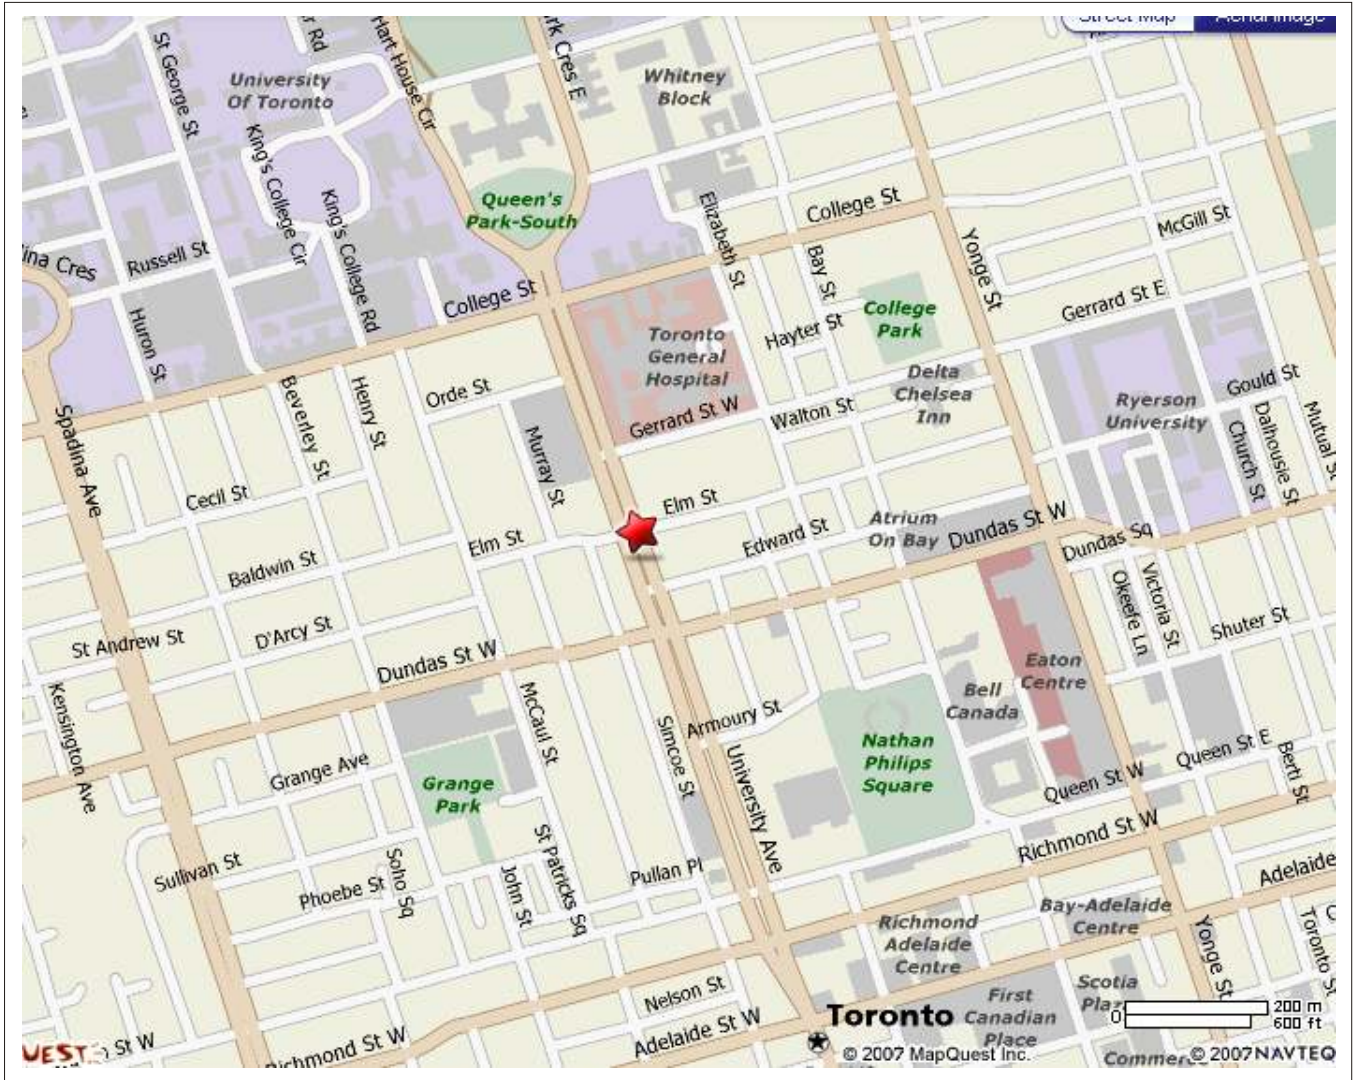 Street Map
Aerial Image
St George St
Hart House Cir
University
Of Toronto
Whitney
Block
King's College Cir
King's College Rd
Queen's
Park-South
Elizabeth St
College St
McGill St
Yonge St
Russell St
Bay St
College St
Gerrard St E
College
Park
Huron St
Hayter St
Toronto
General
Hospital
Delta
Chelsea
Inn
Gould St
Ryerson
University
Orde St
Beverley St
Henry St
Gerrard St W
Walton St
Dalhousie St
Mutual St
Church St
Spadina Ave
Murray St
Cecil St
Elm St
Atrium
On Bay
Dundas St W
Edward St
Elm St
Dundas Sq
Baldwin St
Okeefe Ln
Victoria St
St Andrew St
D'Arcy St
Shuter St
Dundas St W
Eaton
Centre
Bell
Canada
Kensington Ave
McCaul St
Simcoe St
Armoury St
Nathan
Philips
Square
University Ave
Queen St E
Berti St
Grange Ave
Grange
Park
Queen St W
Richmond St W
Sullivan St
Soho Sq
St Patricks Sq
Pullan Pl
Adelaide
Phoebe St
John St
Richmond
Adelaide
Centre
Bay-Adelaide
Centre
Yonge St
Toronto St
Nelson St
Scotia
Adelaide St W
Toronto
First
Canadian
Place
0
200 m
600 ft
St W
Richmond St W
© 2007 MapQuest Inc.
© 2007 NAVTEQ